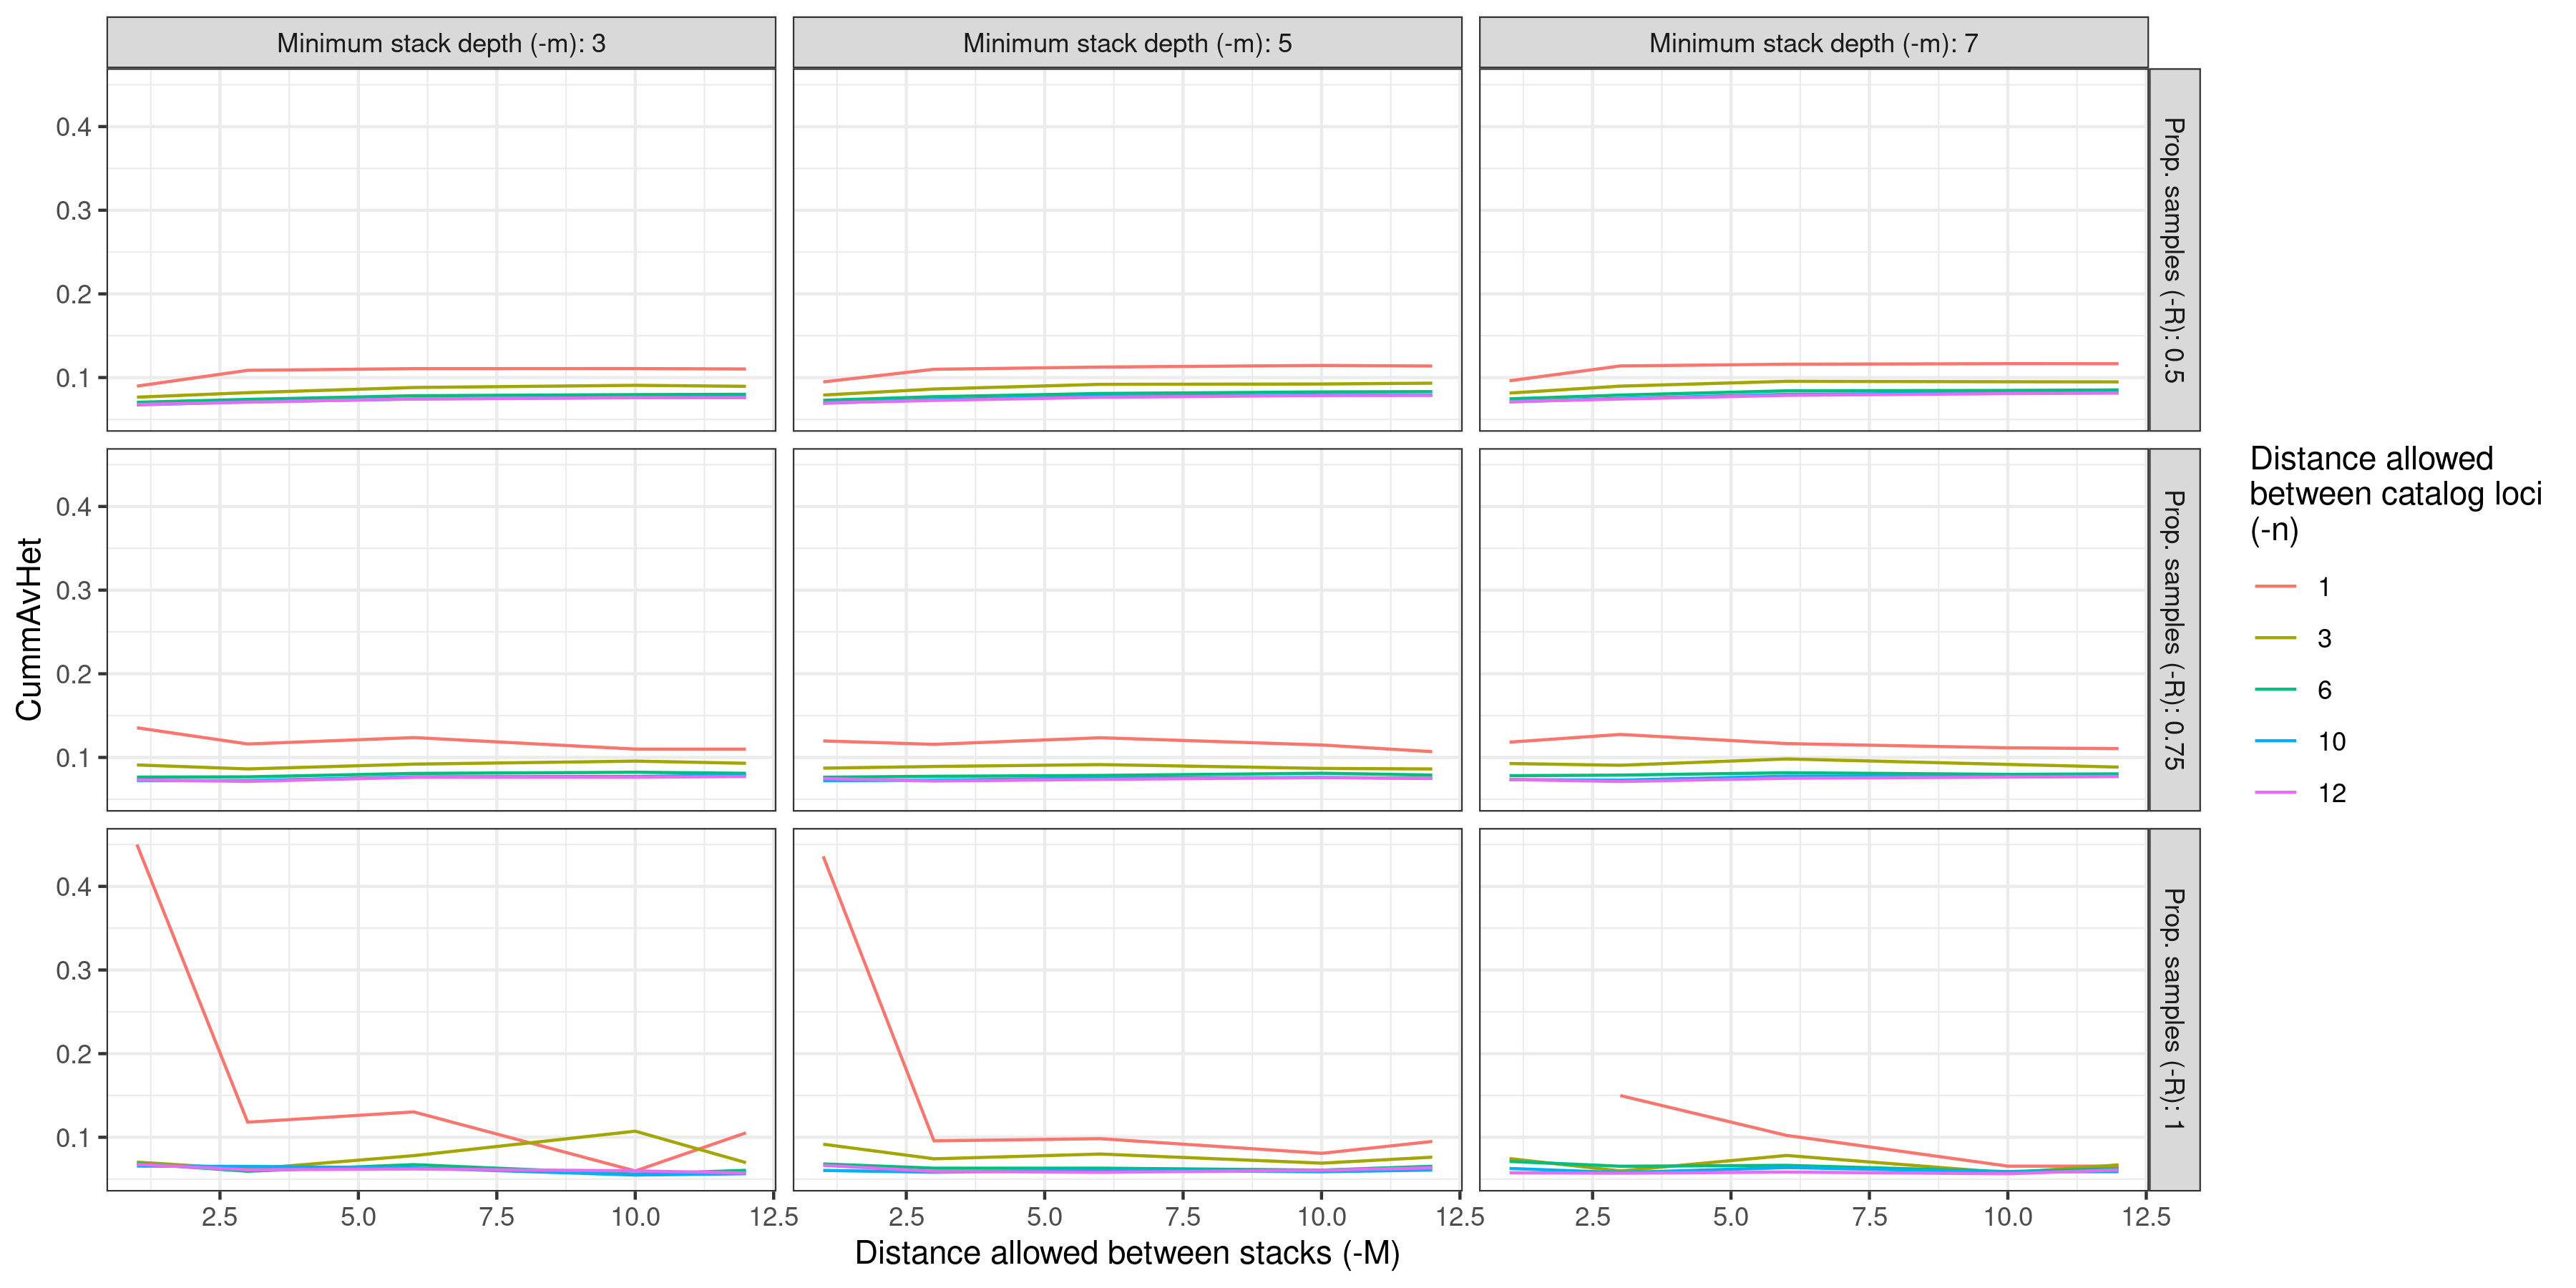 Minimum stack depth (-m): 3
Minimum stack depth (-m): 5
Minimum stack depth (-m): 7
0.4
0.3
0.2
0.1
Prop. samples (-R): 0.5
0.4
0.3
0.2
0.1
Prop. samples (-R): 0.75
0.4
0.3
0.2
0.1
Prop. samples (-R): 1
CummAvHet
2.5
5.0
7.5
10.0
12.5
2.5
5.0
7.5
10.0
12.5
2.5
5.0
7.5
10.0
12.5
Distance allowed between stacks (-M)
Distance allowed
between catalog loci
(-n)
1
3
6
10
12